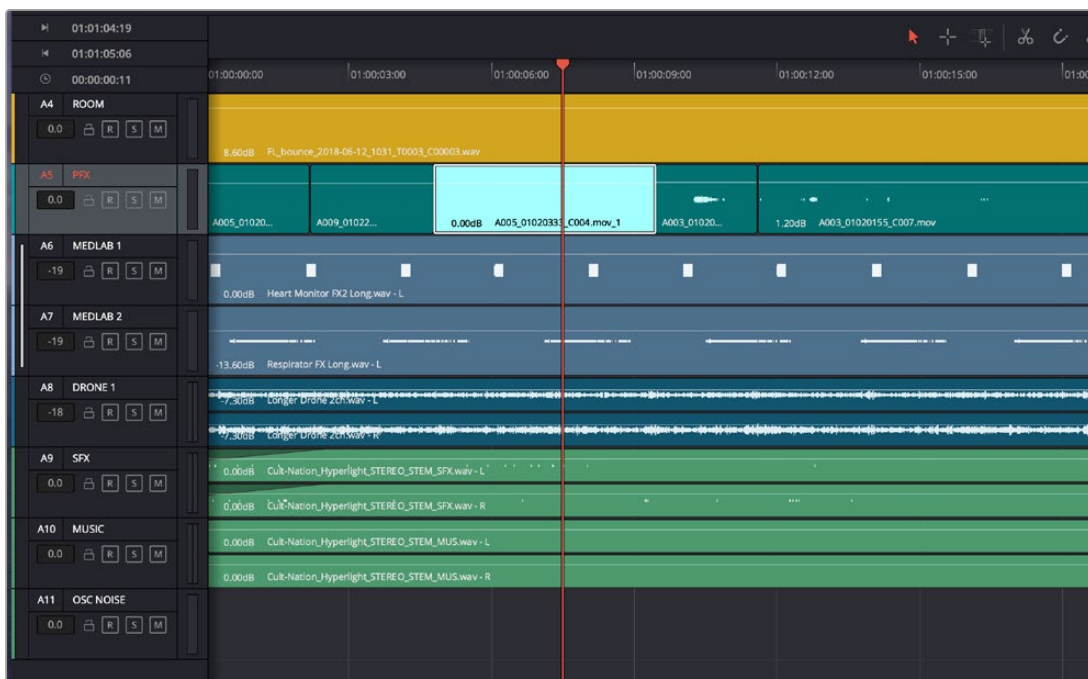 01:01:04:19
01:01:05:06
00:00:00:11
01:00:00:00 01:00:03:00 01:00:06:00 01:00:09:00 01:00:12:00 01:00:15:00 01:00
A4 ROOM
0.0 R S M
8.60dB FL_bounce_2018-06-12_1031_T0003_C00003.wav
A5 PFX
0.0 R S M
A005_01020... A009_01022... 0.00dB A005_01020333_C004.mov_1 A003_01020... 1.20dB A003_01020155_C007.mov
A6 MEDLAB 1
-19 R S M
0.00dB Heart Monitor FX2 Long.wav - L
A7 MEDLAB 2
-19 R S M
-13.60dB Respirator FX Long.wav - L
A8 DRONE 1
-7.30dB Longer Drone 2ch.wav - L
-18 R S M
-7.30dB Longer Drone 2ch.wav - R
A9 SFX
0.00dB Cult-Nation_Hyperlight_STEREO_STEM_SFX.wav - L
0.0 R S M
0.00dB Cult-Nation_Hyperlight_STEREO_STEM_SFX.wav - R
A10 MUSIC
0.00dB Cult-Nation_Hyperlight_STEREO_STEM_MUS.wav - L
0.0 R S M
0.00dB Cult-Nation_Hyperlight_STEREO_STEM_MUS.wav - R
A11 OSC NOISE
0.0 R S M